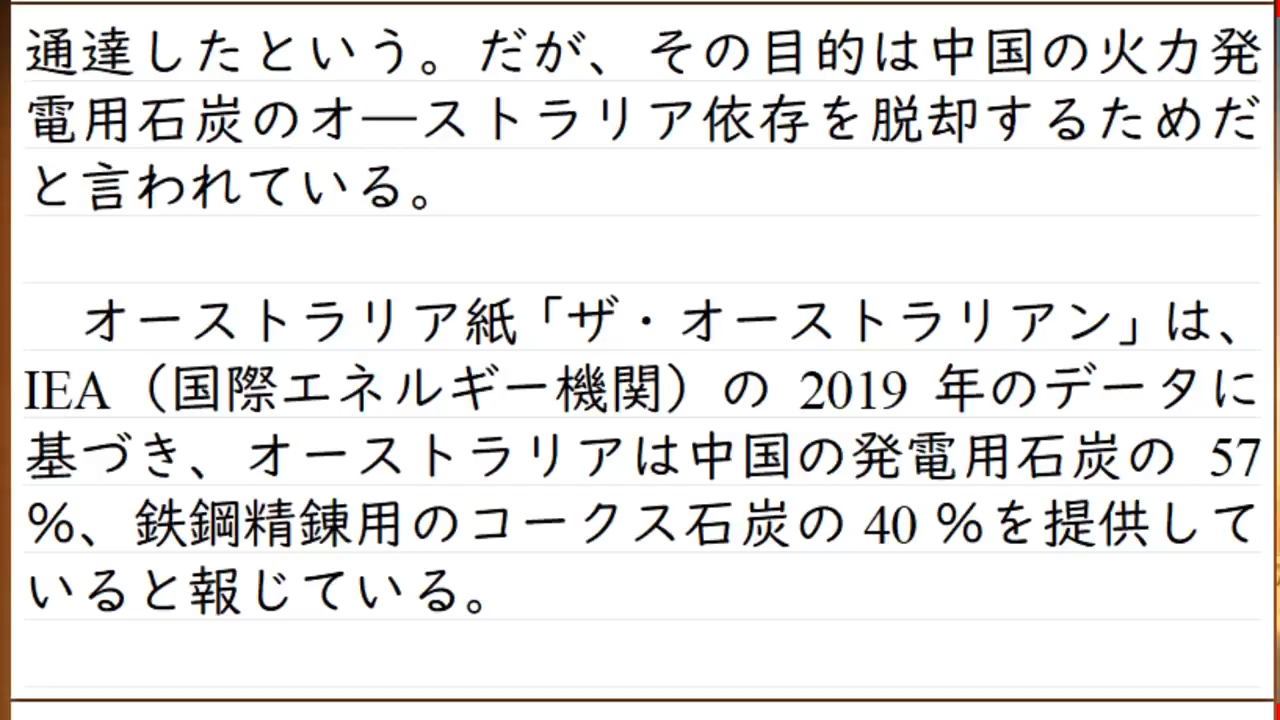 通達したという。だが、その目的は中国の火力発
電用石炭のオ―ストラリア依存を脱却するためだ
と言われている。
オーストラリア紙「ザ・オーストラリアン」は、
IEA（国際エネルギー機関）の 2019 年のデータに
基づき、オーストラリアは中国の発電用石炭の 57
％、鉄鋼精錬用のコークス石炭の 40 ％を提供して
いると報じている。